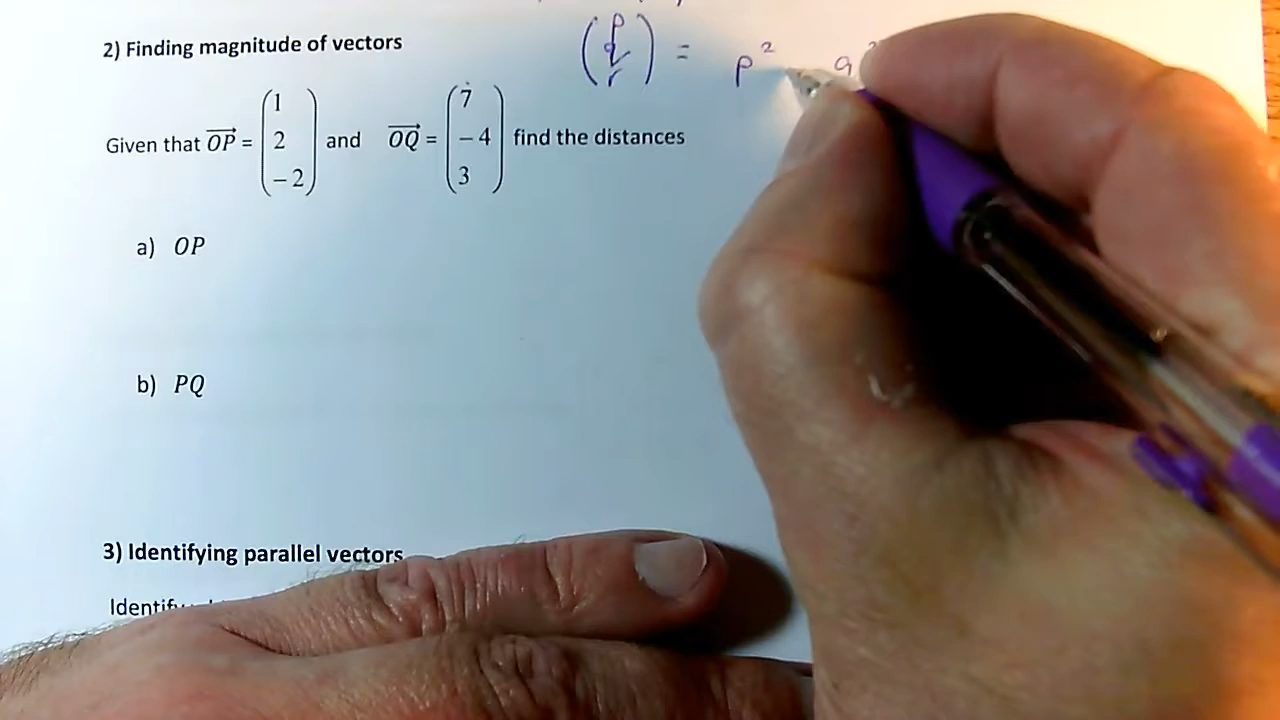 2) Finding magnitude of vectors
(p q r) = p² q²
Given that OP = (1 2 -2) and OQ = (7 -4 3) find the distances
a) OP
b) PQ
3) Identifying parallel vectors